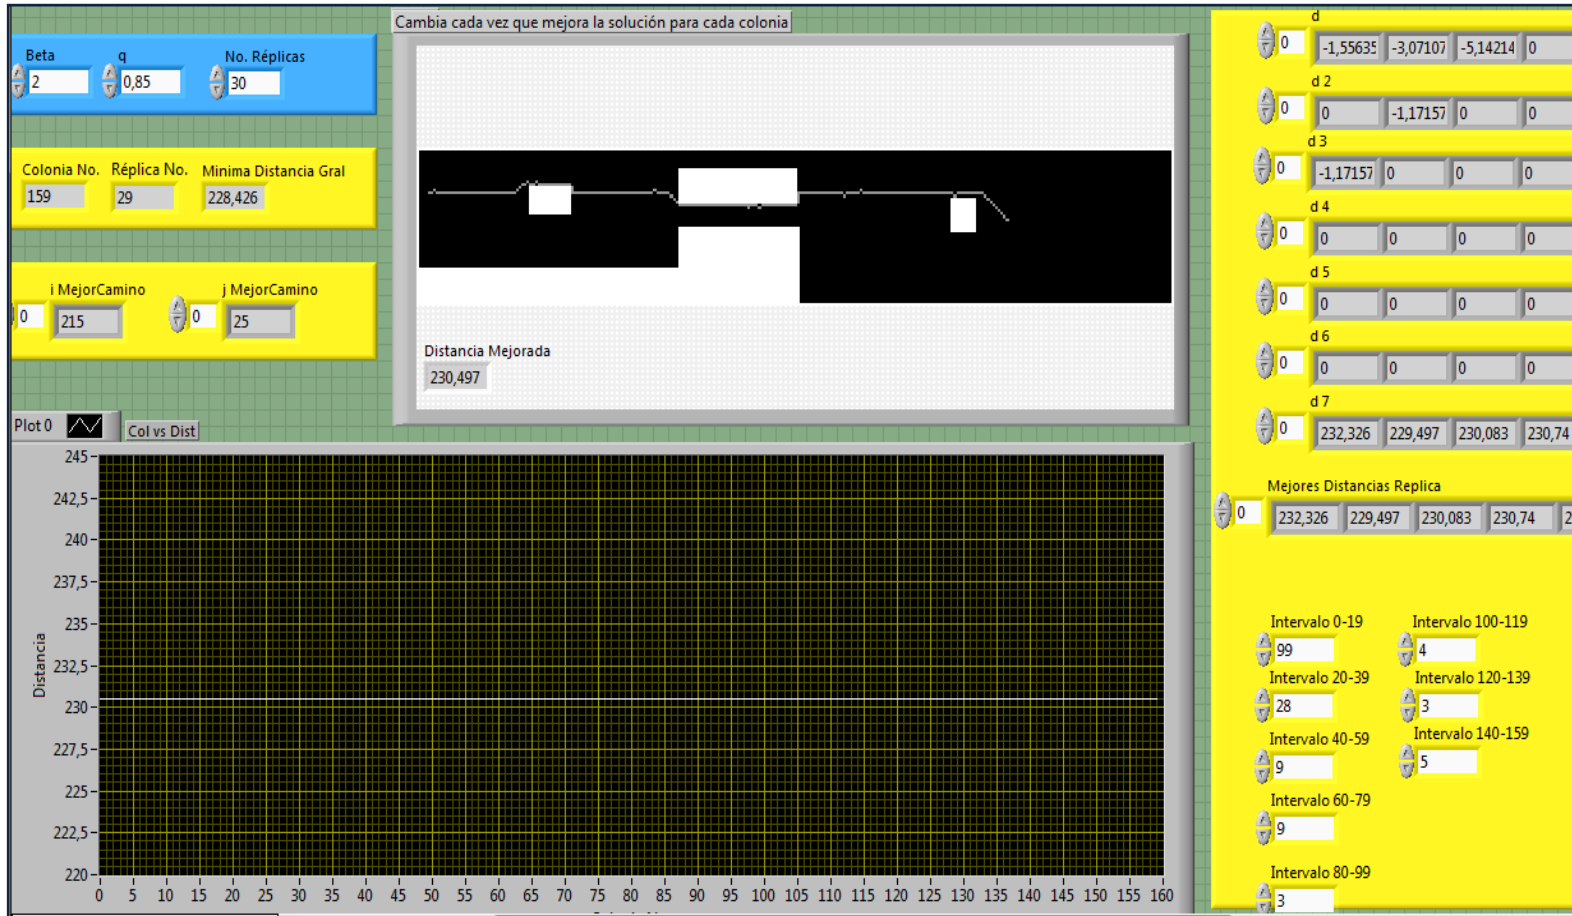 Cambia cada vez que mejora la solución para cada colonia
Beta q No. Réplicas
2 0,85 30
Colonia No. Réplica No. Minima Distancia Gral
159 29 228,426
i MejorCamino j MejorCamino
0 215 0 25
Distancia Mejorada
230,497
Plot 0
Col vs Dist
Distancia
245
242,5
240
237,5
235
232,5
230
227,5
225
222,5
220
0 5 10 15 20 25 30 35 40 45 50 55 60 65 70 75 80 85 90 95 100 105 110 115 120 125 130 135 140 145 150 155 160
d
0 -1,55635 -3,07107 -5,14214 0
d 2
0 0 -1,17157 0 0
d 3
0 -1,17157 0 0 0
d 4
0 0 0 0 0
d 5
0 0 0 0 0
d 6
0 0 0 0 0
d 7
0 232,326 229,497 230,083 230,74
Mejores Distancias Replica
0 232,326 229,497 230,083 230,74 2
Intervalo 0-19 Intervalo 100-119
99 4
Intervalo 20-39 Intervalo 120-139
28 3
Intervalo 40-59 Intervalo 140-159
9 5
Intervalo 60-79
9
Intervalo 80-99
3